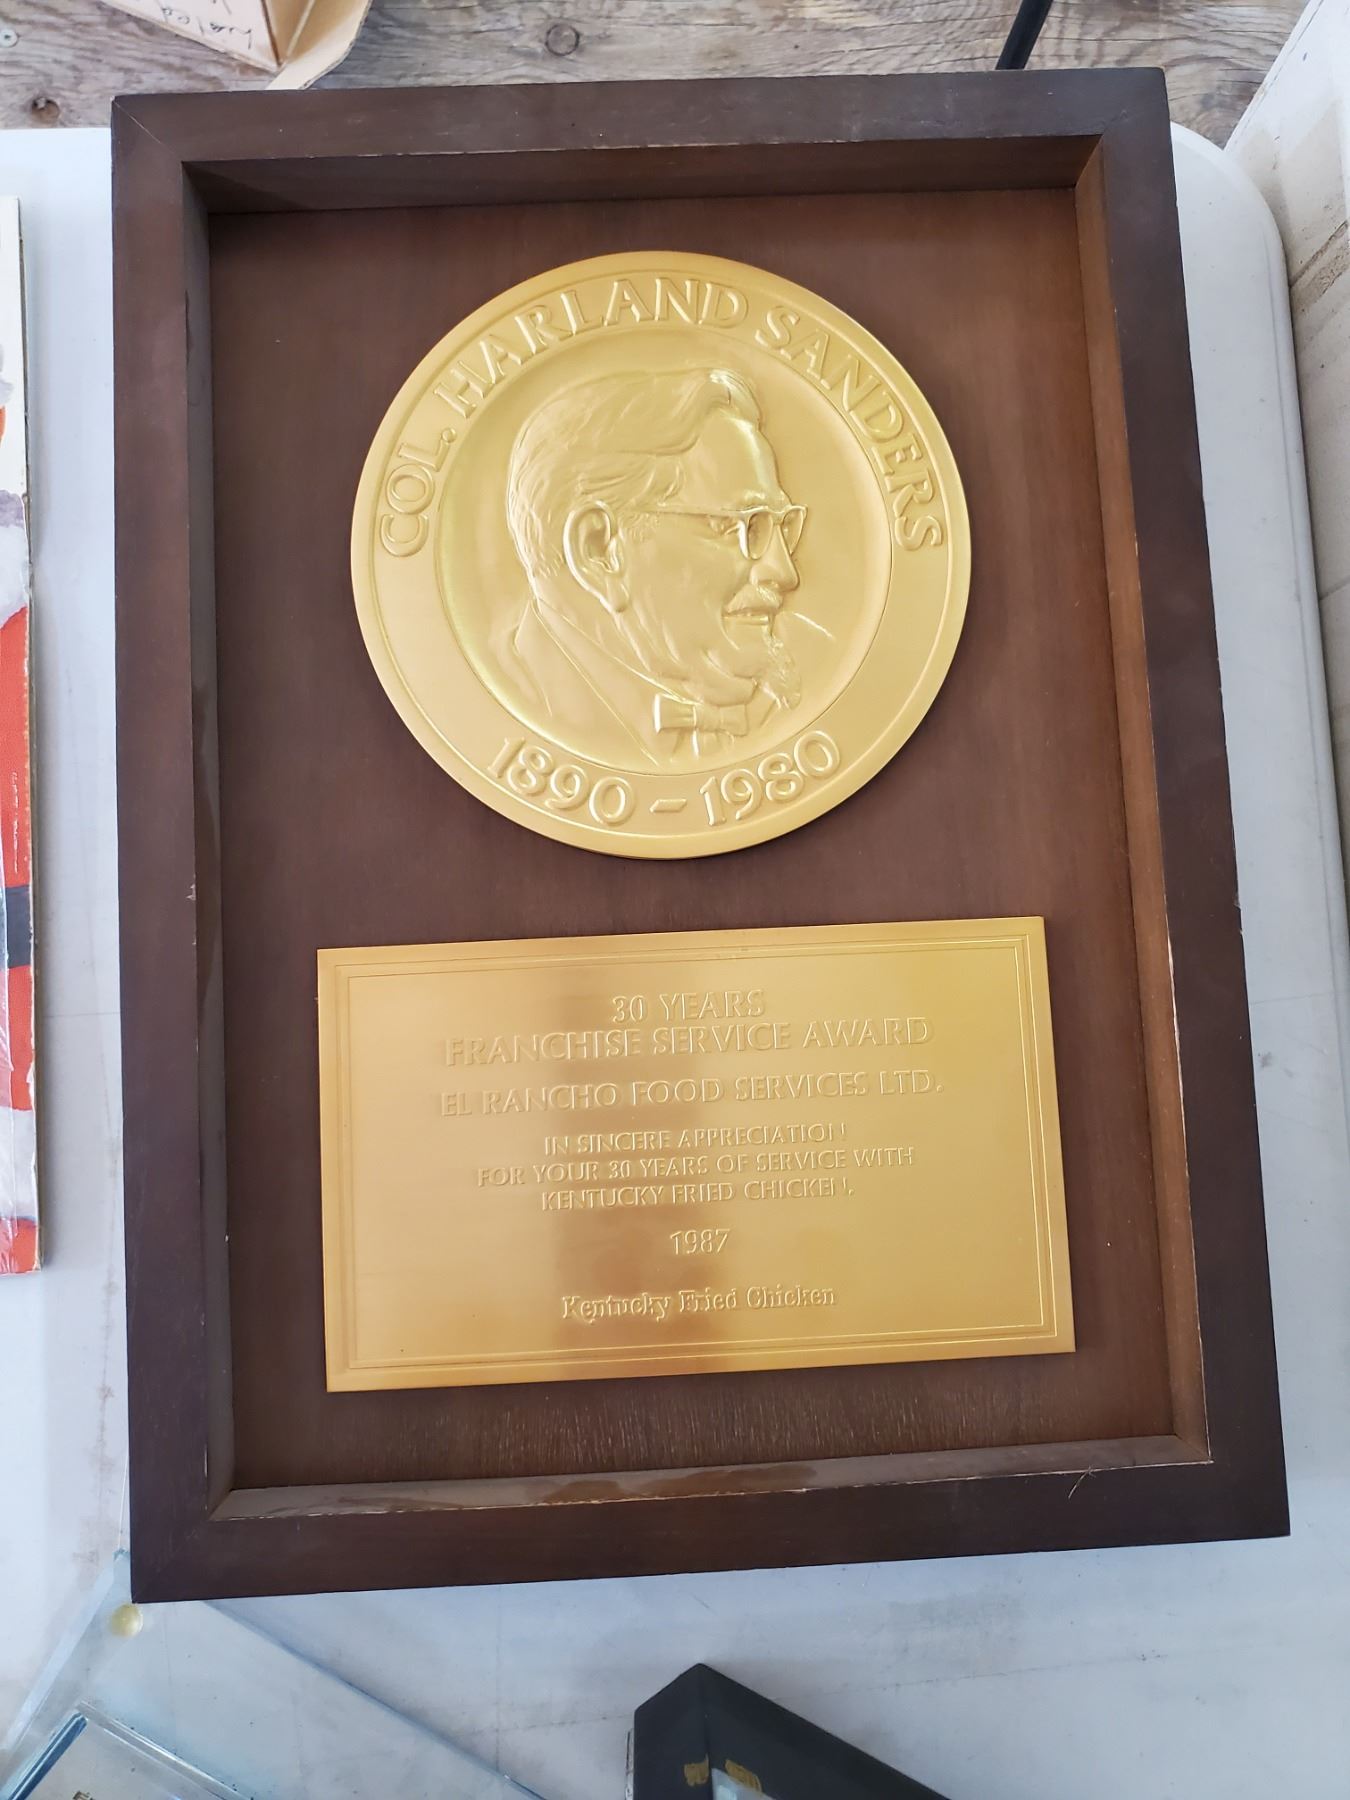 COL. HARLAND SANDERS
1890 - 1980
30 YEARS
FRANCHISE SERVICE AWARD
EL RANCHO FOOD SERVICES LTD.
IN SINCERE APPRECIATION
FOR YOUR 30 YEARS OF SERVICE WITH
KENTUCKY FRIED CHICKEN.
1987
Kentucky Fried Chicken